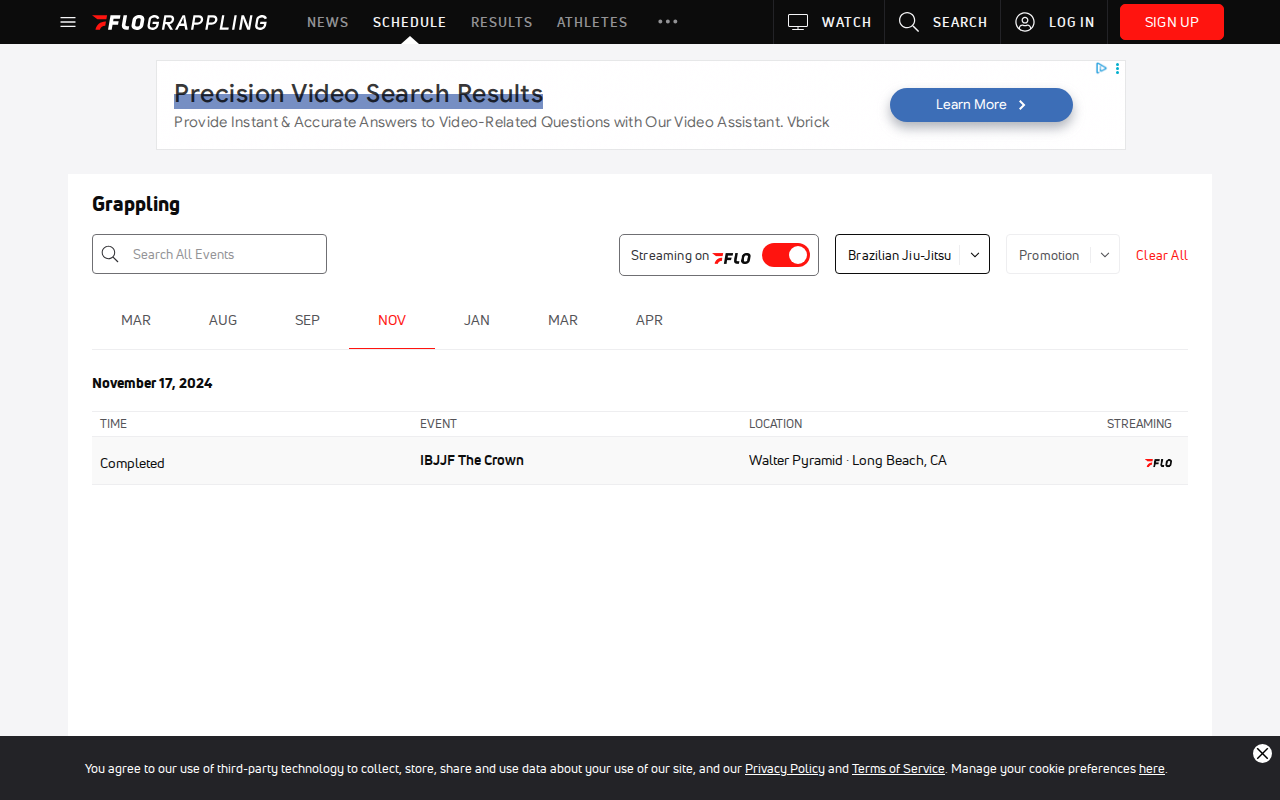 FLOGRAPPLING NEWS SCHEDULE RESULTS ATHLETES WATCH SEARCH LOG IN SIGN UP
Precision Video Search Results
Provide Instant & Accurate Answers to Video-Related Questions with Our Video Assistant. Vbrick
Learn More
Grappling
Search All Events
Streaming on FLO
Brazilian Jiu-Jitsu
Promotion
Clear All
MAR AUG SEP NOV JAN MAR APR
November 17, 2024
TIME EVENT LOCATION STREAMING
Completed IBJJF The Crown Walter Pyramid · Long Beach, CA FLO
You agree to our use of third-party technology to collect, store, share and use data about your use of our site, and our Privacy Policy and Terms of Service. Manage your cookie preferences here.